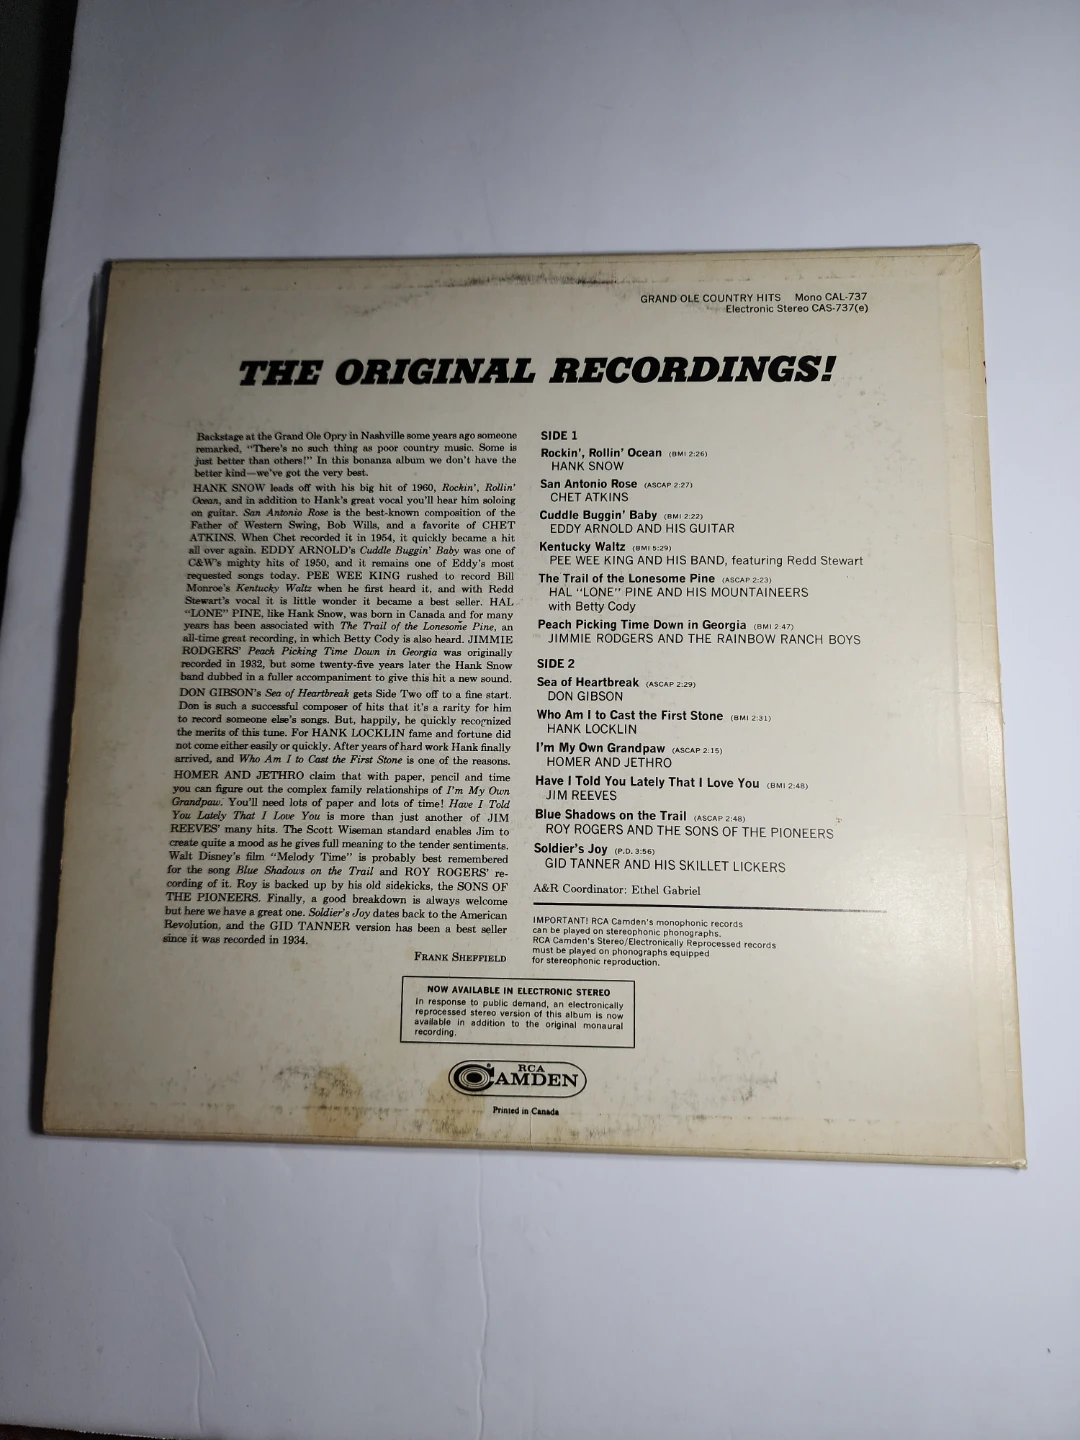 GRAND OLE COUNTRY HITS Mono CAL-737
Electronic Stereo CAS-737(e)
THE ORIGINAL RECORDINGS!
Backstage at the Grand Ole Opry in Nashville some years ago someone
remarked, "There's no such thing as poor country music. Some is
just better than others!" In this bonanza album we don't have the
better kind—we've got the very best.
HANK SNOW leads off with his big hit of 1960, Rockin', Rollin'
Ocean, and in addition to Hank's great vocal you'll hear him soloing
on guitar. San Antonio Rose is the best-known composition of the
Father of Western Swing, Bob Wills, and a favorite of CHET
ATKINS. When Chet recorded it in 1954, it quickly became a hit
all over again. EDDY ARNOLD's Cuddle Buggin' Baby was one of
C&W's mighty hits of 1950, and it remains one of Eddy's most
requested songs today. PEE WEE KING rushed to record Bill
Monroe's Kentucky Waltz when he first heard it, and with Redd
Stewart's vocal it is little wonder it became a best seller. HAL
"LONE" PINE, like Hank Snow, was born in Canada and for many
years has been associated with The Trail of the Lonesome Pine, an
all-time great recording, in which Betty Cody is also heard. JIMMIE
RODGERS' Peach Picking Time Down in Georgia was originally
recorded in 1932, but some twenty-five years later the Hank Snow
band dubbed in a fuller accompaniment to give this hit a new sound.
DON GIBSON's Sea of Heartbreak gets Side Two off to a fine start.
Don is such a successful composer of hits that it's a rarity for him
to record someone else's songs. But, happily, he quickly recognized
the merits of this tune. For HANK LOCKLIN fame and fortune did
not come either easily or quickly. After years of hard work Hank finally
arrived, and Who Am I to Cast the First Stone is one of the reasons.
HOMER AND JETHRO claim that with paper, pencil and time
you can figure out the complex family relationships of I'm My Own
Grandpaw. You'll need lots of paper and lots of time! Have I Told
You Lately That I Love You is more than just another of JIM
REEVES' many hits. The Scott Wiseman standard enables Jim to
create quite a mood as he gives full meaning to the tender sentiments.
Walt Disney's film "Melody Time" is probably best remembered
for the song Blue Shadows on the Trail and ROY ROGERS' re-
cording of it. Roy is backed up by his old sidekicks, the SONS OF
THE PIONEERS. Finally, a good breakdown is always welcome
but here we have a great one. Soldier's Joy dates back to the American
Revolution, and the GID TANNER version has been a best seller
since it was recorded in 1934.
FRANK SHEFFIELD
SIDE 1
Rockin', Rollin' Ocean (BMI 2:26)
HANK SNOW
San Antonio Rose (ASCAP 2:27)
CHET ATKINS
Cuddle Buggin' Baby (BMI 2:22)
EDDY ARNOLD AND HIS GUITAR
Kentucky Waltz (BMI 5:29)
PEE WEE KING AND HIS BAND, featuring Redd Stewart
The Trail of the Lonesome Pine (ASCAP 2:23)
HAL "LONE" PINE AND HIS MOUNTAINEERS
with Betty Cody
Peach Picking Time Down in Georgia (BMI 2:47)
JIMMIE RODGERS AND THE RAINBOW RANCH BOYS
SIDE 2
Sea of Heartbreak (ASCAP 2:29)
DON GIBSON
Who Am I to Cast the First Stone (BMI 2:31)
HANK LOCKLIN
I'm My Own Grandpaw (ASCAP 2:15)
HOMER AND JETHRO
Have I Told You Lately That I Love You (BMI 2:48)
JIM REEVES
Blue Shadows on the Trail (ASCAP 2:48)
ROY ROGERS AND THE SONS OF THE PIONEERS
Soldier's Joy (P.D. 3:56)
GID TANNER AND HIS SKILLET LICKERS
A&R Coordinator: Ethel Gabriel
IMPORTANT! RCA Camden's monophonic records
can be played on stereophonic phonographs.
RCA Camden's Stereo/Electronically Reprocessed records
must be played on phonographs equipped
for stereophonic reproduction.
NOW AVAILABLE IN ELECTRONIC STEREO
In response to public demand, an electronically
reprocessed stereo version of this album is now
available in addition to the original monaural
recording.
RCA
CAMDEN
Printed in Canada